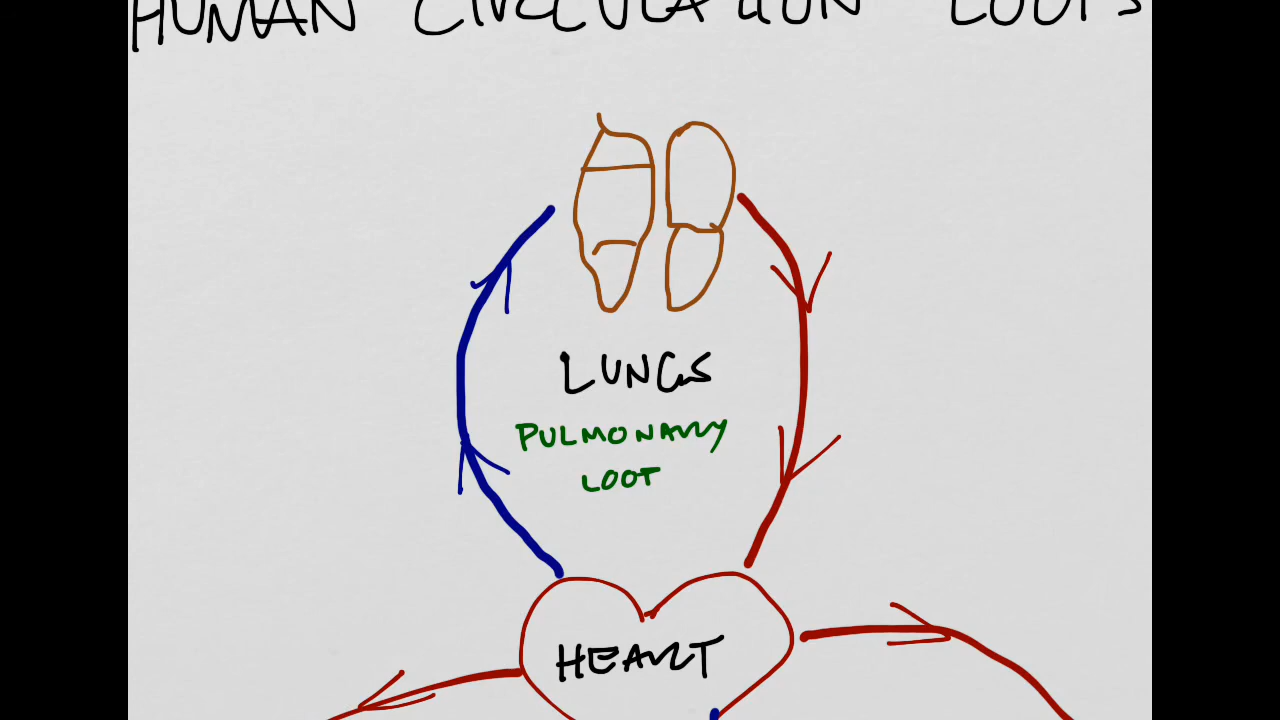 HUMAN CIRCULATION LOOPS
LUNGS
PULMONARY
LOOP
HEART